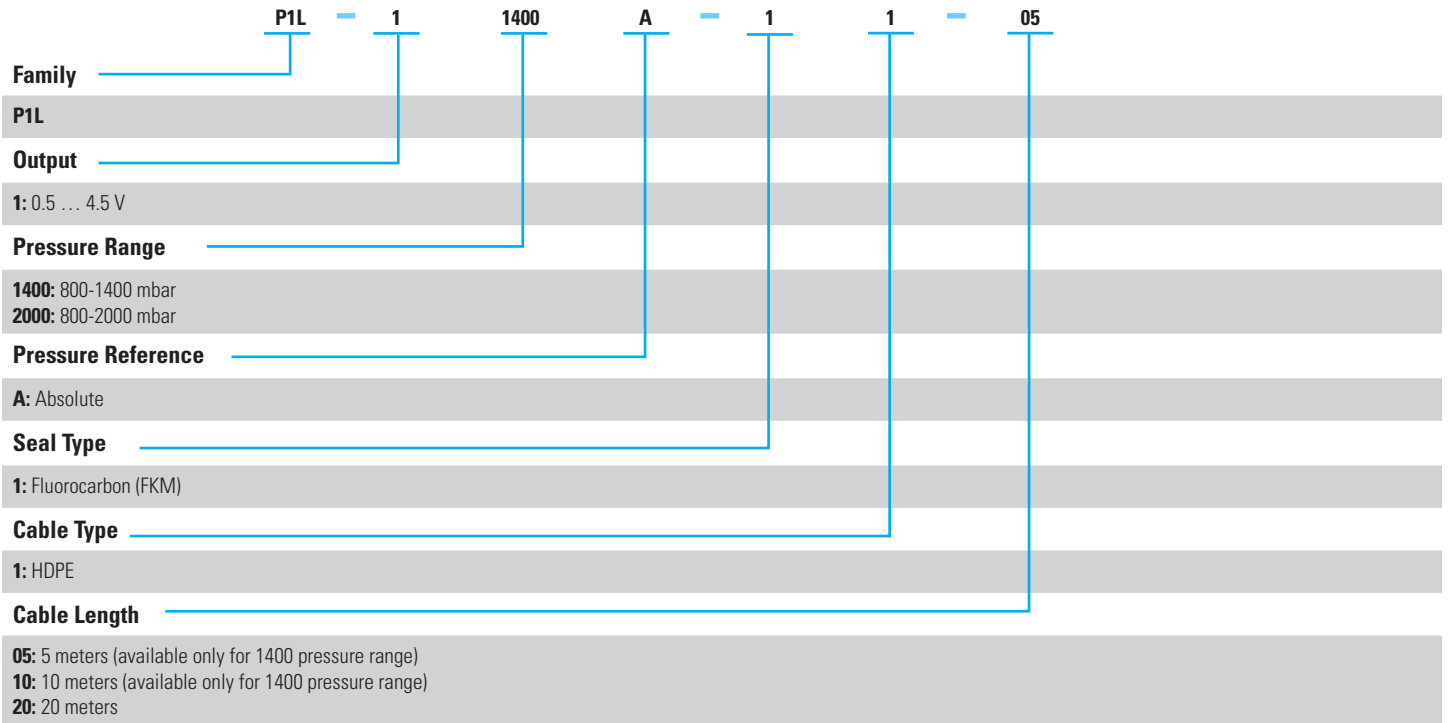 P1L - 1 1400 A - 1 1 - 05
Family
P1L
Output
1: 0.5 … 4.5 V
Pressure Range
1400: 800-1400 mbar
2000: 800-2000 mbar
Pressure Reference
A: Absolute
Seal Type
1: Fluorocarbon (FKM)
Cable Type
1: HDPE
Cable Length
05: 5 meters (available only for 1400 pressure range)
10: 10 meters (available only for 1400 pressure range)
20: 20 meters